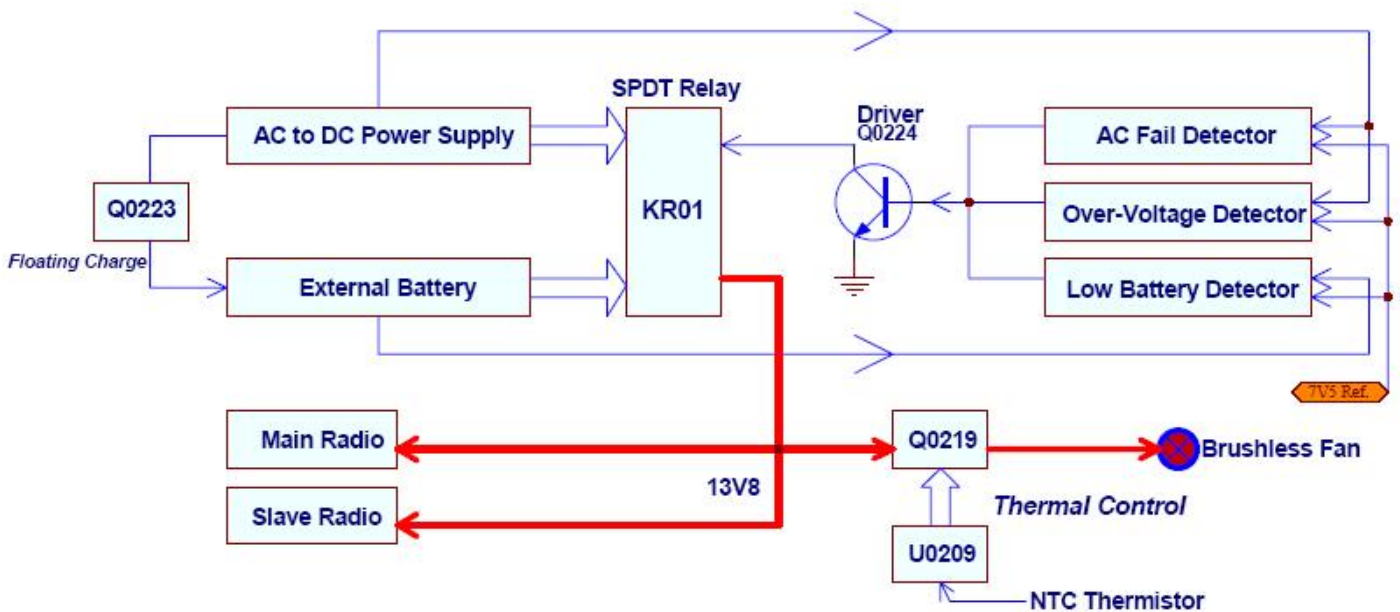 SPDT Relay
AC to DC Power Supply
Driver
Q0224
AC Fail Detector
Q0223
KR01
Over-Voltage Detector
Floating Charge
External Battery
Low Battery Detector
7V5 Ref.
Main Radio
Q0219
Brushless Fan
13V8
Thermal Control
Slave Radio
U0209
NTC Thermistor